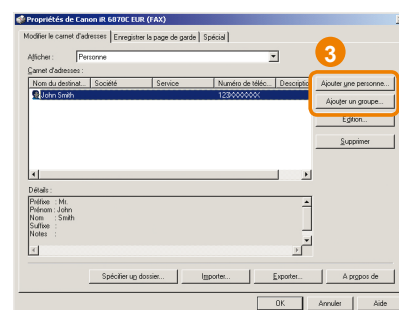 Propriétés de Canon iR 6870C EUR (FAX)
Modifier le carnet d'adresses Enregistrer la page de garde Spécial
3
Afficher : Personne
Carnet d'adresses :
Nom du destinat... Société Service Numéro de téléc... Descriptio
John Smith 123XXXXXXX
Ajouter une personne...
Ajouter un groupe...
Edition...
Supprimer
Détails :
Préfixe : Mr.
Prénom : John
Nom : Smith
Suffixe :
Notes :
Spécifier un dossier... Importer... Exporter... A propos de
OK Annuler Aide